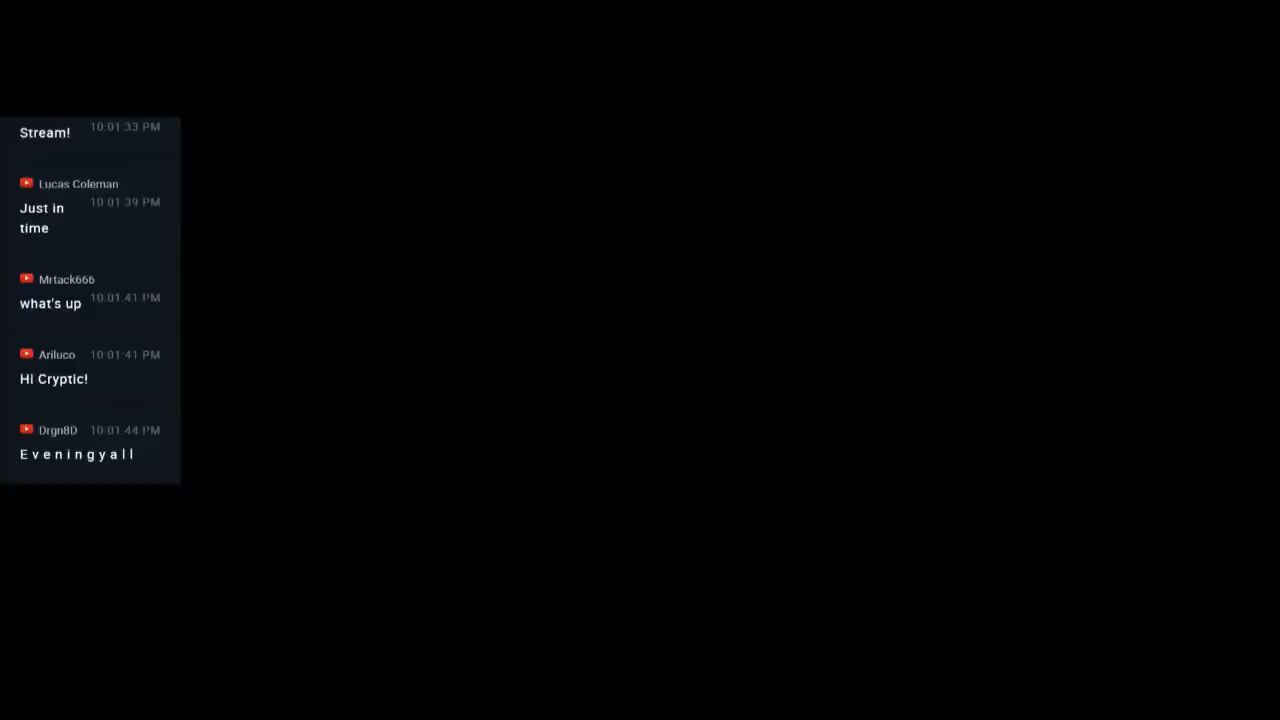 10:01:33 PM
Stream!
Lucas Coleman
10:01:39 PM
Just in
time
Mrtack666
10:01:41 PM
what's up
Ariluco 10:01:41 PM
Hi Cryptic!
Drgn8D 10:01:44 PM
E v e n i n g y a l l